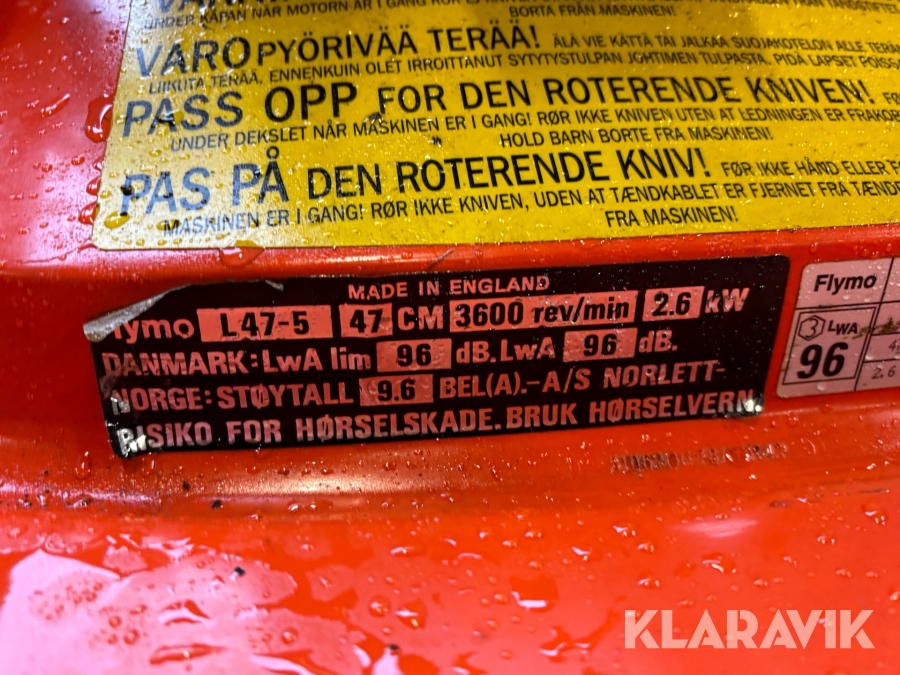 UNDER KÅPAN NÄR MOTORN ÄR I GÅNG
BORTA FRÅN MASKINEN!
VARO PYÖRIVÄÄ TERÄÄ! ÄLÄ VIE KÄTTÄ TAI JALKAA SUOJAKOTELON ALLE TERÄN
LIIKUTA TERÄÄ, ENNENKUIN OLET IRROITTANUT SYTYTYSTULPAN JOHTIMEN TULPASTA. PIDÄ LAPSET POISSA
PASS OPP FOR DEN ROTERENDE KNIVEN!
UNDER DEKSLET NÅR MASKINEN ER I GANG! RØR IKKE KNIVEN UTEN AT LEDNINGEN ER FRAKOP
HOLD BARN BORTE FRA MASKINEN!
PAS PÅ DEN ROTERENDE KNIV! FØR IKKE HÅND ELLER F
MASKINEN ER I GANG! RØR IKKE KNIVEN, UDEN AT TÆNDKABLET ER FJERNET FRA TÆND
FRA MASKINEN!
MADE IN ENGLAND
Flymo L47-5 47 CM 3600 rev/min 2.6 kW
DANMARK: LwA lim 96 dB. LwA 96 dB.
NORGE: STØYTALL 9.6 BEL(A).-A/S NORLETT-
RISIKO FOR HØRSELSKADE. BRUK HØRSELVERN.
Flymo
3 LWA
96
2.6
KLARAVIK